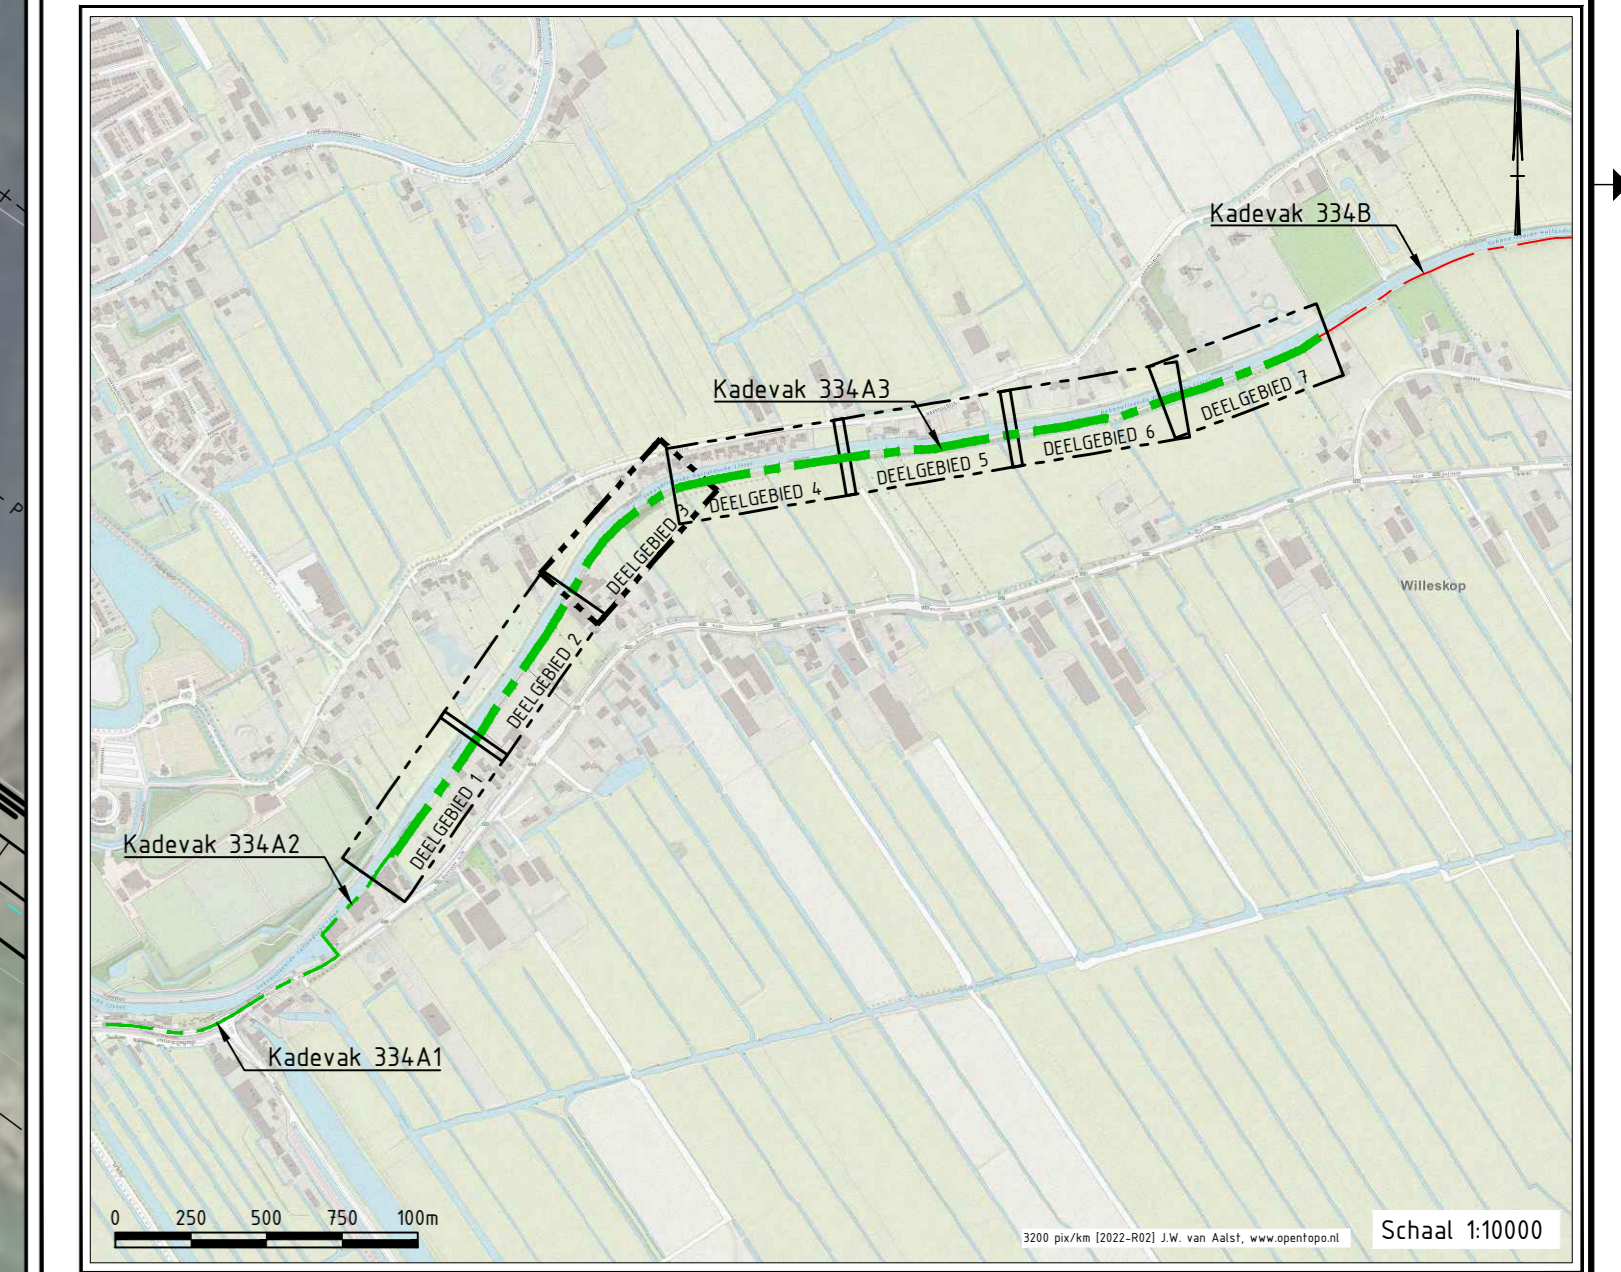 Kadevak 334B
Kadevak 334A3
DEELGEBIED 7
DEELGEBIED 6
DEELGEBIED 5
DEELGEBIED 4
DEELGEBIED 3
Willeskop
DEELGEBIED 2
DEELGEBIED 1
Kadevak 334A2
Kadevak 334A1
0 250 500 750 100m
3200 pix/km [2022-R02] J.W. van Aalst, www.opentopo.nl
Schaal 1:10000
P